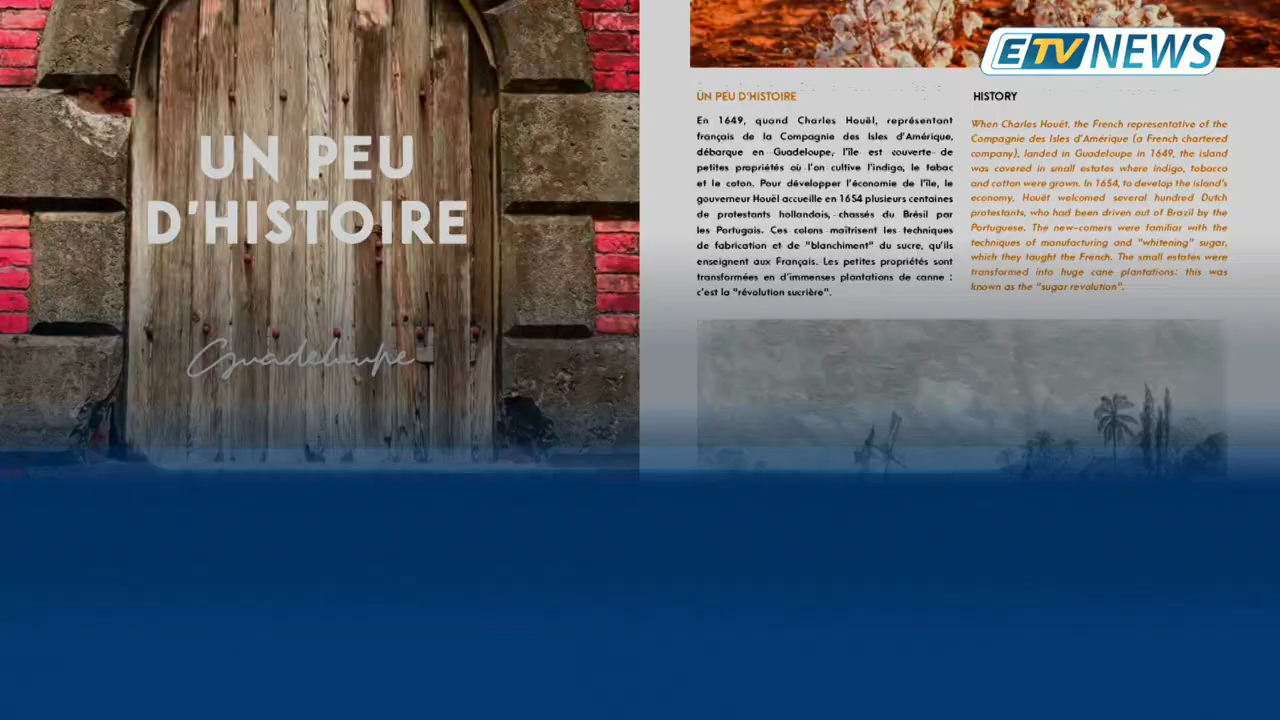 UN PEU
D'HISTOIRE
Guadeloupe
ETV NEWS
UN PEU D'HISTOIRE
En 1649, quand Charles Houël, représentant
français de la Compagnie des Isles d'Amérique,
débarque en Guadeloupe, l'île est couverte de
petites propriétés où l'on cultive l'indigo, le tabac
et le coton. Pour développer l'économie de l'île, le
gouverneur Houël accueille en 1654 plusieurs centaines
de protestants hollandais, chassés du Brésil par
les Portugais. Ces colons maîtrisent les techniques
de fabrication et de "blanchiment" du sucre, qu'ils
enseignent aux Français. Les petites propriétés sont
transformées en d'immenses plantations de canne :
c'est la "révolution sucrière".
HISTORY
When Charles Houët, the French representative of the
Compagnie des Isles d'Amérique (a French chartered
company), landed in Guadeloupe in 1649, the island
was covered in small estates where indigo, tobacco
and cotton were grown. In 1654, to develop the island's
economy, Houët welcomed several hundred Dutch
protestants, who had been driven out of Brazil by the
Portuguese. The new-comers were familiar with the
techniques of manufacturing and "whitening" sugar,
which they taught the French. The small estates were
transformed into huge cane plantations: this was
known as the "sugar revolution".